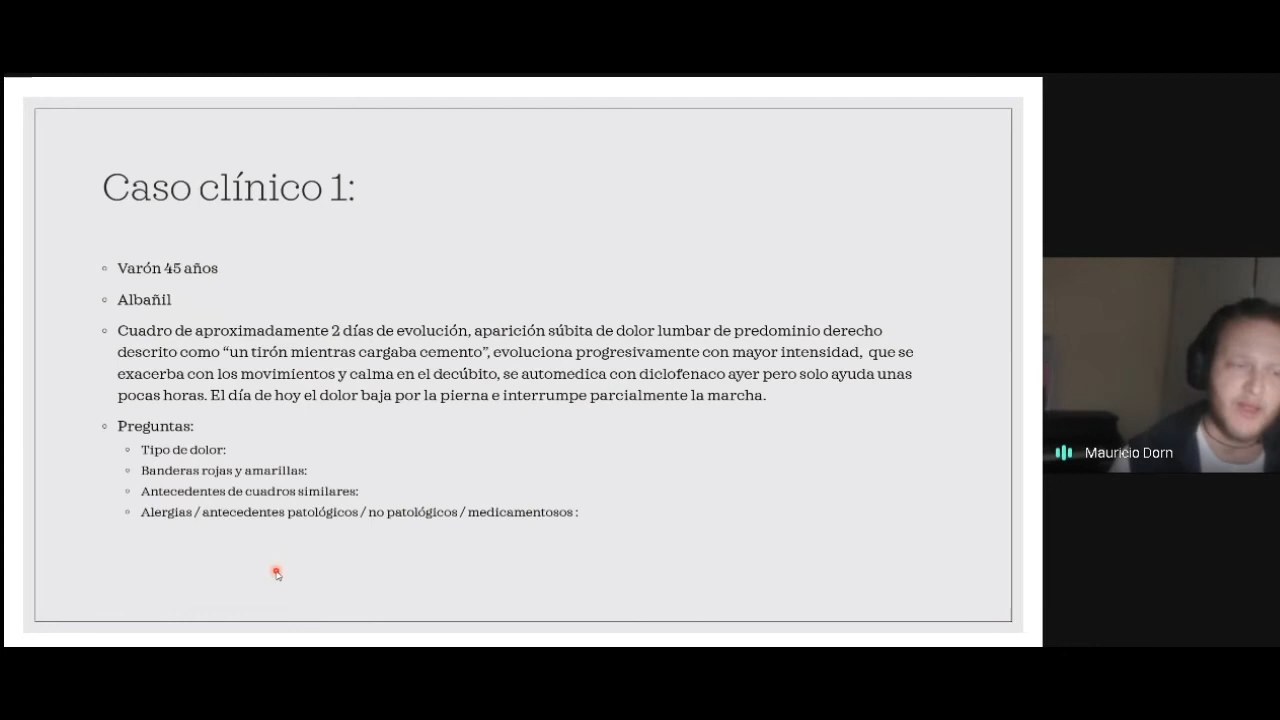 Caso clínico 1:
Varón 45 años
Albañil
Cuadro de aproximadamente 2 días de evolución, aparición súbita de dolor lumbar de predominio derecho
descrito como “un tirón mientras cargaba cemento”, evoluciona progresivamente con mayor intensidad, que se
exacerba con los movimientos y calma en el decúbito, se automedica con diclofenaco ayer pero solo ayuda unas
pocas horas. El día de hoy el dolor baja por la pierna e interrumpe parcialmente la marcha.
Preguntas:
Tipo de dolor:
Banderas rojas y amarillas:
Antecedentes de cuadros similares:
Alergias / antecedentes patológicos / no patológicos / medicamentosos :
Mauricio Dorn